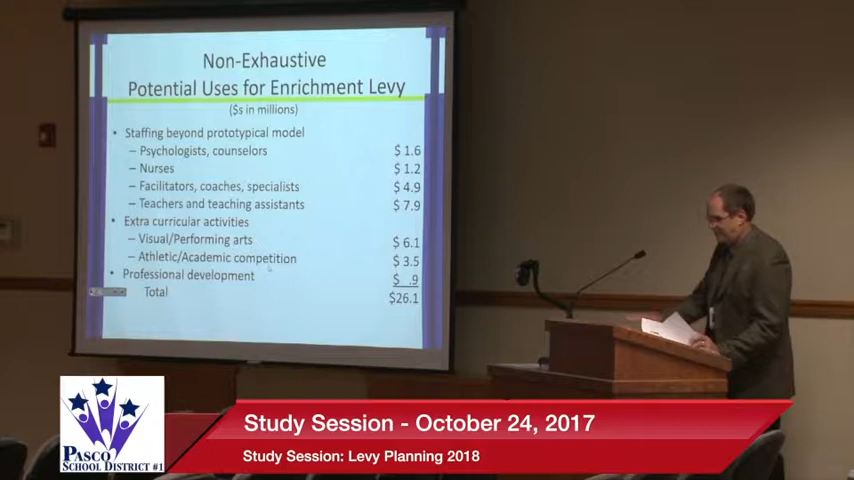 Non-Exhaustive
Potential Uses for Enrichment Levy
($s in millions)
• Staffing beyond prototypical model
– Psychologists, counselors $ 1.6
– Nurses $ 1.2
– Facilitators, coaches, specialists $ 4.9
– Teachers and teaching assistants $ 7.9
• Extra curricular activities
– Visual/Performing arts $ 6.1
– Athletic/Academic competition $ 3.5
• Professional development $ .9
Total $26.1
Study Session - October 24, 2017
Study Session: Levy Planning 2018
PASCO
SCHOOL DISTRICT #1